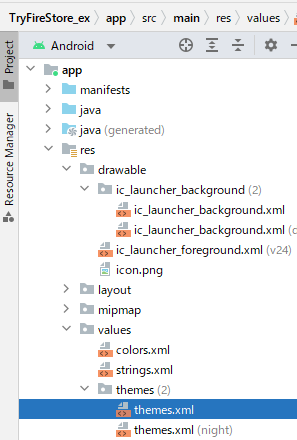 TryFireStore_ex > app > src > main > res > values >
Android
Project
Resource Manager
app
manifests
java
java (generated)
res
drawable
ic_launcher_background (2)
ic_launcher_background.xml
ic_launcher_background.xml (
ic_launcher_foreground.xml (v24)
icon.png
layout
mipmap
values
colors.xml
strings.xml
themes (2)
themes.xml
themes.xml (night)